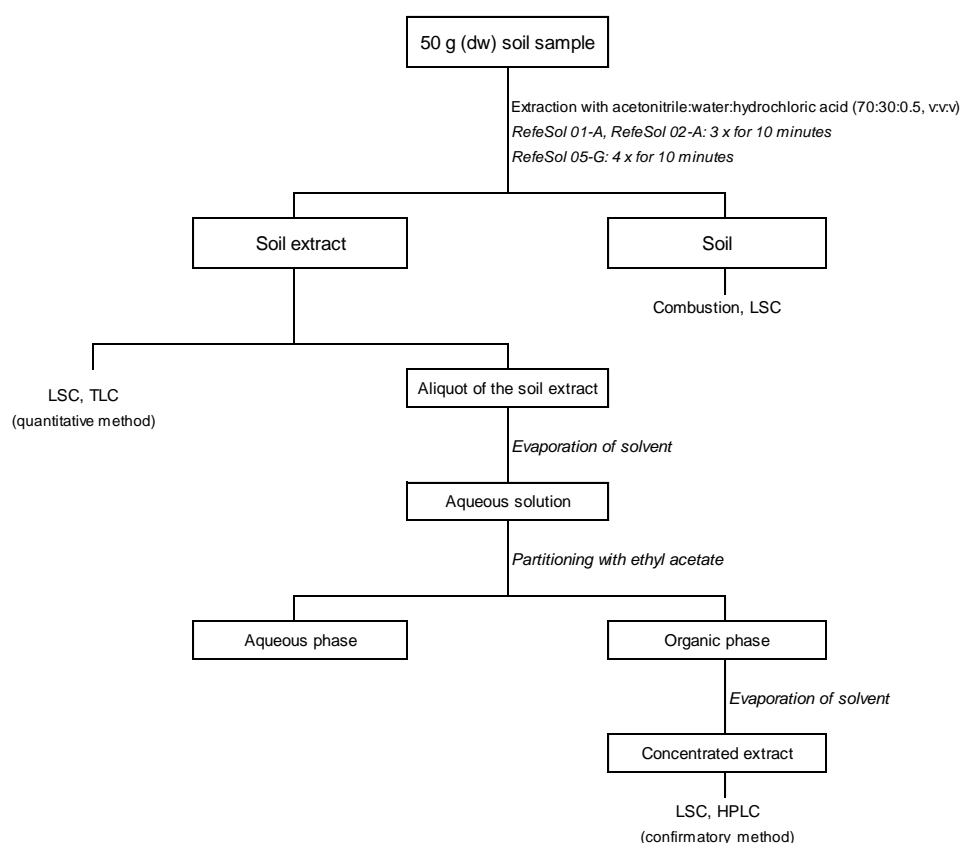 50 g (dw) soil sample
Extraction with acetonitrile:water:hydrochloric acid (70:30:0.5, v:v:v)
RefeSol 01-A, RefeSol 02-A: 3 x for 10 minutes
RefeSol 05-G: 4 x for 10 minutes
Soil extract
Soil
Combustion, LSC
LSC, TLC
(quantitative method)
Aliquot of the soil extract
Evaporation of solvent
Aqueous solution
Partitioning with ethyl acetate
Aqueous phase
Organic phase
Evaporation of solvent
Concentrated extract
LSC, HPLC
(confirmatory method)